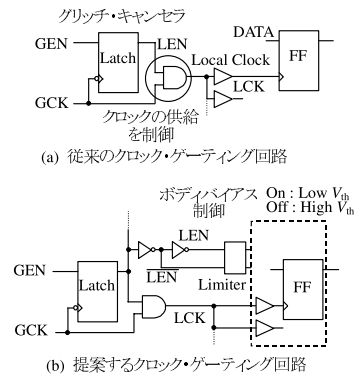 グリッチ・キャンセラ
GEN
Latch
LEN
DATA
FF
Local Clock
LCK
GCK
クロックの供給
を制御
(a) 従来のクロック・ゲーティング回路
ボディバイアス
制御
On : Low Vth
Off : High Vth
LEN
LEN
GEN
Latch
Limiter
FF
GCK
LCK
(b) 提案するクロック・ゲーティング回路